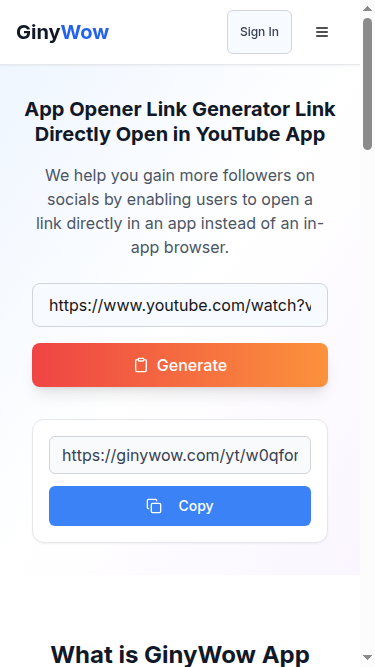 GinyWow
Sign In
App Opener Link Generator Link
Directly Open in YouTube App
We help you gain more followers on
socials by enabling users to open a
link directly in an app instead of an in-
app browser.
https://www.youtube.com/watch?v
Generate
https://ginywow.com/yt/w0qfor
Copy
What is GinyWow App